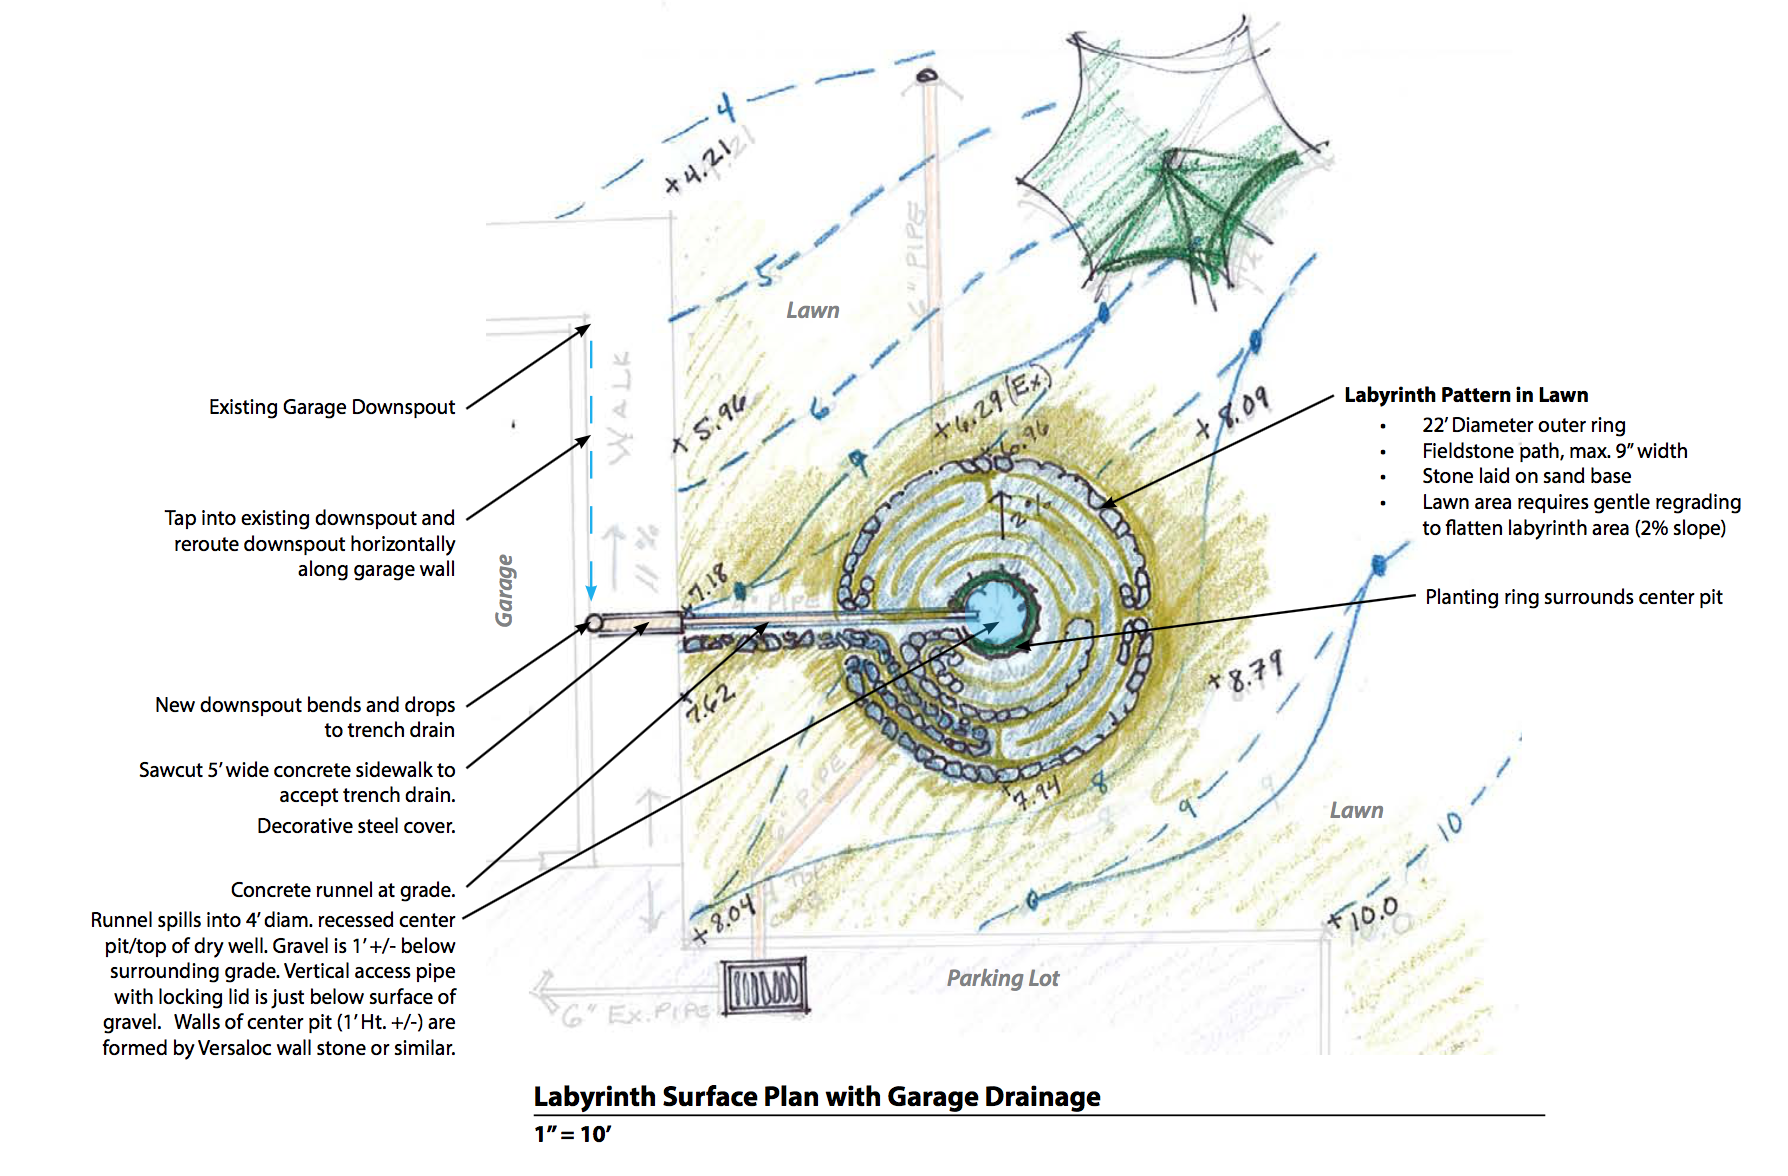 4
+4.21
5
Lawn
6" PIPE
WALK
Existing Garage Downspout
6
+5.96
+6.29 (Ex.)
+6.96
+8.09
Labyrinth Pattern in Lawn
• 22' Diameter outer ring
• Fieldstone path, max. 9" width
• Stone laid on sand base
• Lawn area requires gentle regrading
to flatten labyrinth area (2% slope)
2%
Tap into existing downspout and
reroute downspout horizontally
along garage wall
11%
Garage
+7.18
PIPE
Planting ring surrounds center pit
+7.62
+8.79
New downspout bends and drops
to trench drain
Sawcut 5' wide concrete sidewalk to
accept trench drain.
Decorative steel cover.
PIPE
+7.94
8
8
9
9
Lawn
10
Concrete runnel at grade.
Runnel spills into 4' diam. recessed center
pit/top of dry well. Gravel is 1' +/- below
surrounding grade. Vertical access pipe
with locking lid is just below surface of
gravel. Walls of center pit (1' Ht. +/-) are
formed by Versaloc wall stone or similar.
+8.04
+10.0
Parking Lot
6" EX. PIPE
Labyrinth Surface Plan with Garage Drainage
1" = 10'